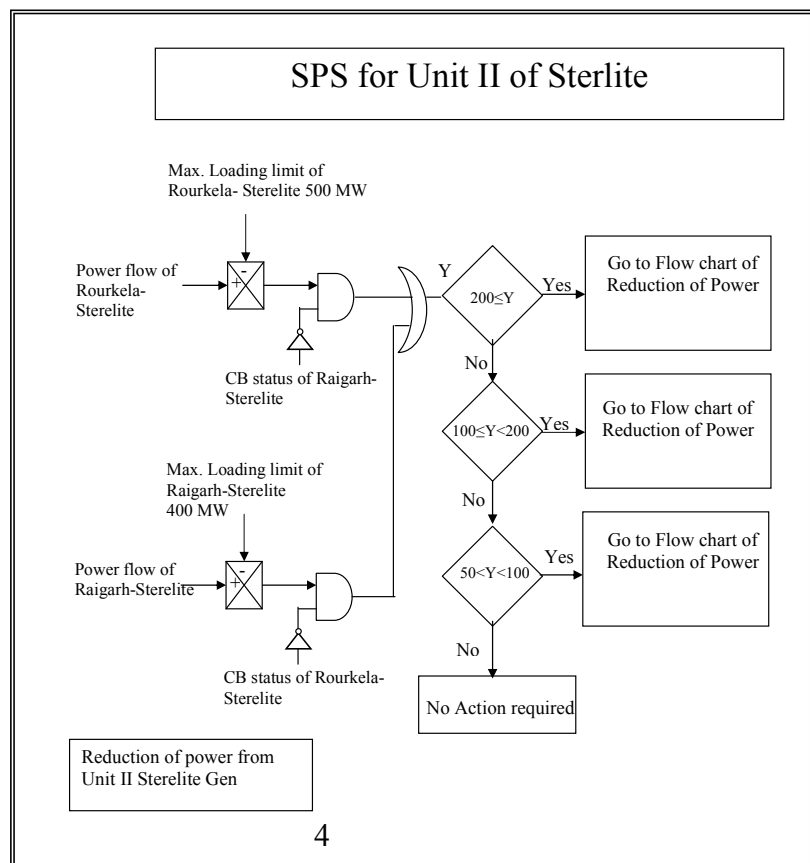 SPS for Unit II of Sterlite
Max. Loading limit of
Rourkela- Sterelite 500 MW
Power flow of
Rourkela-
Sterelite
-
+
CB status of Raigarh-
Sterelite
Y
200≤Y
Yes
Go to Flow chart of
Reduction of Power
No
100≤Y<200
Yes
Go to Flow chart of
Reduction of Power
No
Max. Loading limit of
Raigarh-Sterelite
400 MW
Power flow of
Raigarh-Sterelite
-
+
CB status of Rourkela-
Sterelite
50<Y<100
Yes
Go to Flow chart of
Reduction of Power
No
No Action required
Reduction of power from
Unit II Sterelite Gen
4